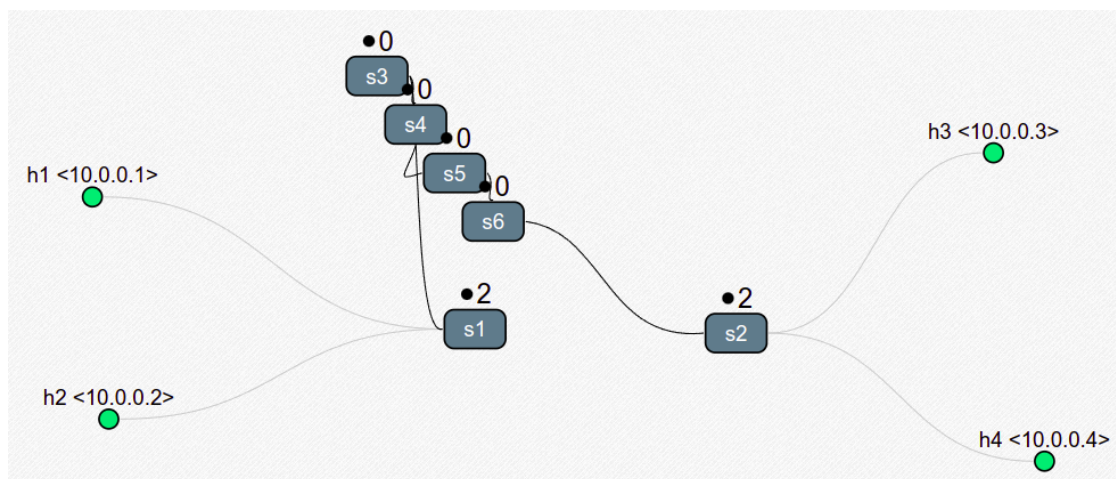 0
s3
0
s4
0
s5
0
s6
h1 <10.0.0.1>
h3 <10.0.0.3>
2
s1
2
s2
h2 <10.0.0.2>
h4 <10.0.0.4>